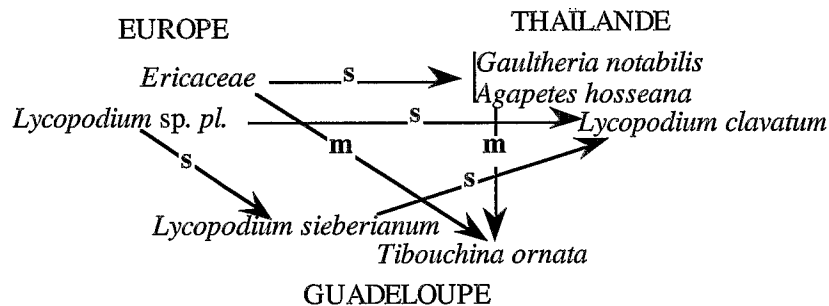 EUROPE
THAÏLANDE
Ericaceae
s
Gaultheria notabilis
Agapetes hosseana
Lycopodium sp. pl.
s
Lycopodium clavatum
m
m
s
s
Lycopodium sieberianum
Tibouchina ornata
GUADELOUPE